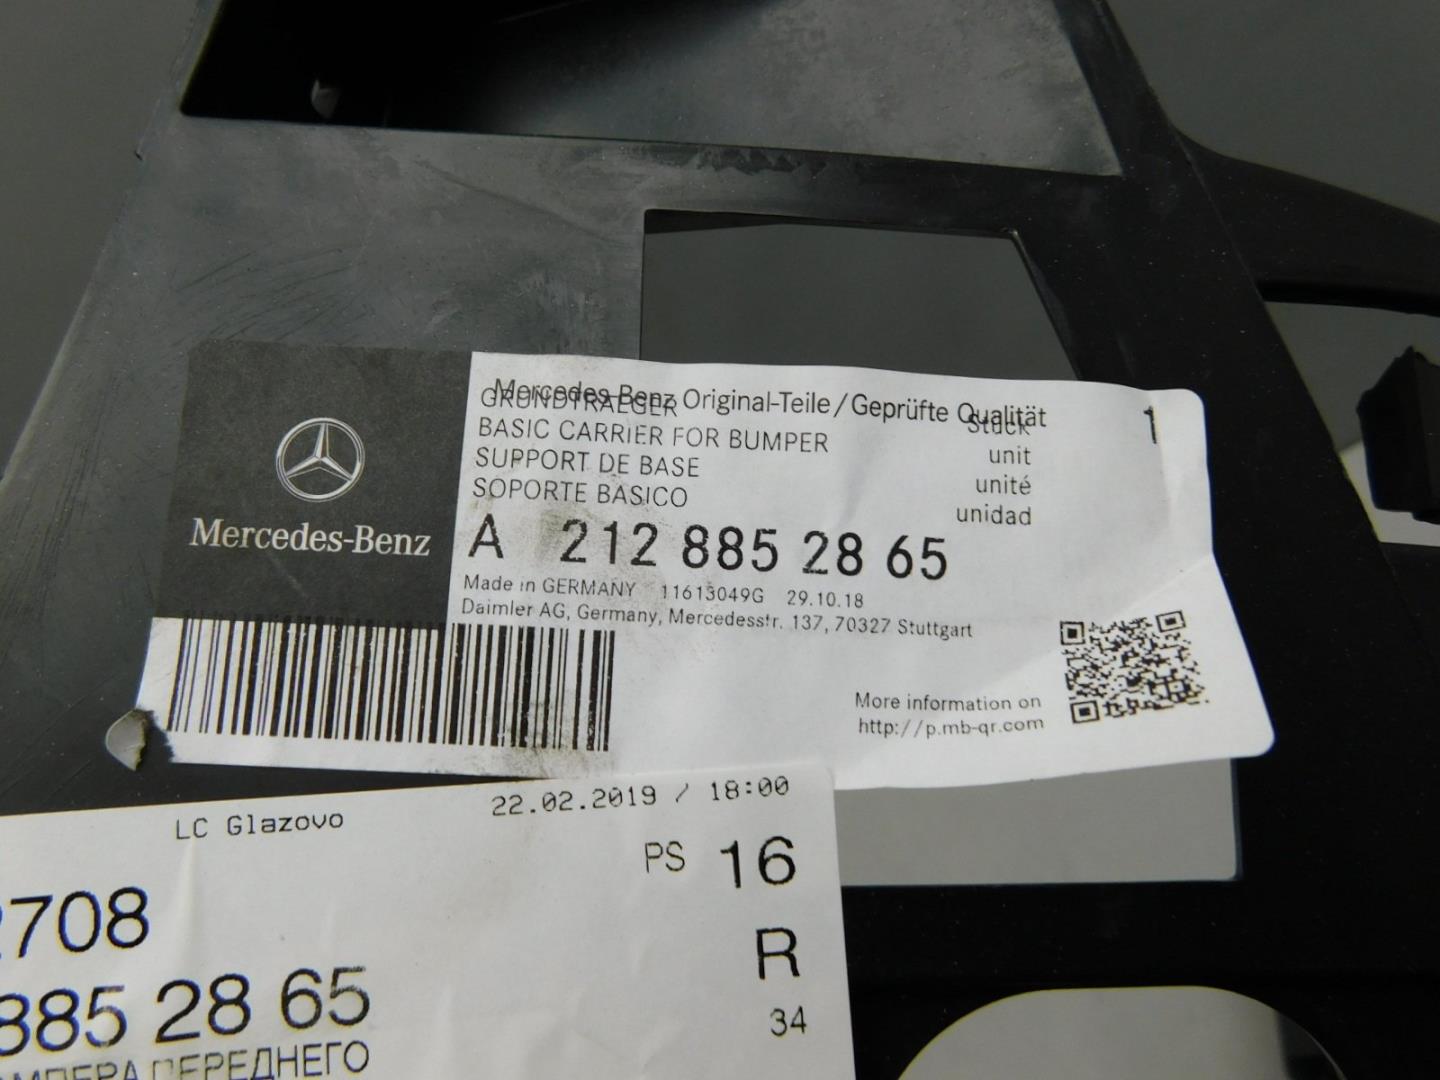 Mercedes-Benz
Mercedes-Benz Original-Teile/Geprüfte Qualität
GRUNDTRAEGER Stück 1
BASIC CARRIER FOR BUMPER unit
SUPPORT DE BASE unité
SOPORTE BASICO unidad
A 212 885 28 65
Made in GERMANY 11613049G 29.10.18
Daimler AG, Germany, Mercedesstr. 137, 70327 Stuttgart
More information on
http://p.mb-qr.com
LC Glazovo 22.02.2019 / 18:00
PS 16
2708
R
885 28 65
34
АМПЕРА ПЕРЕДНЕГО